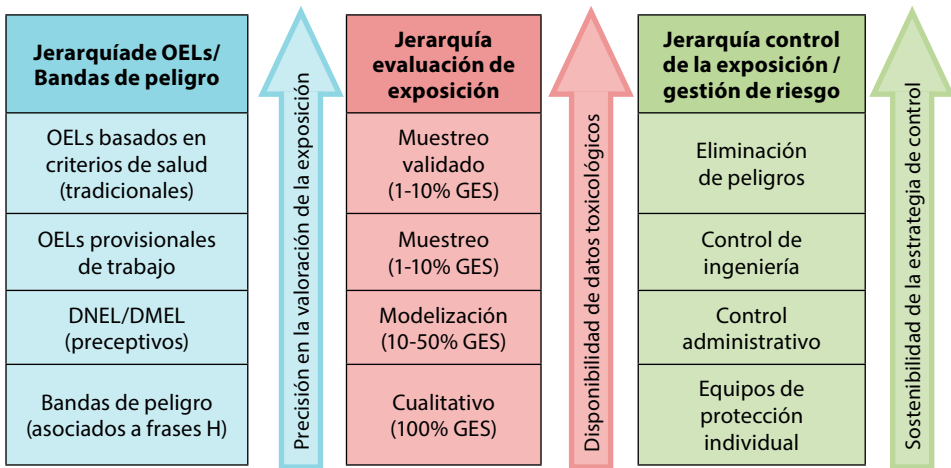 Jerarquíade OELs/
Bandas de peligro
OELs basados en
criterios de salud
(tradicionales)
OELs provisionales
de trabajo
DNEL/DMEL
(preceptivos)
Bandas de peligro
(asociados a frases H)
Precisión en la valoración de la exposición
Jerarquía
evaluación de
exposición
Muestreo
validado
(1-10% GES)
Muestreo
(1-10% GES)
Modelización
(10-50% GES)
Cualitativo
(100% GES)
Disponibilidad de datos toxicológicos
Jerarquía control
de la exposición /
gestión de riesgo
Eliminación
de peligros
Control de
ingeniería
Control
administrativo
Equipos de
protección
individual
Sostenibilidad de la estrategia de control